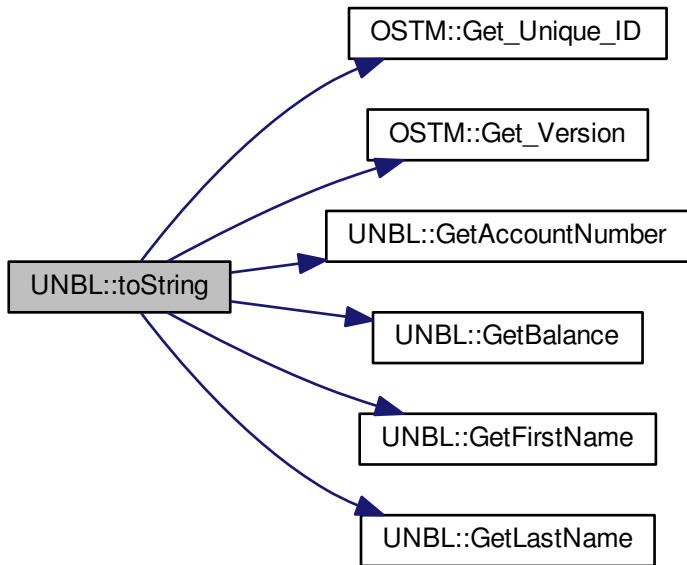 OSTM::Get_Unique_ID
OSTM::Get_Version
UNBL::GetAccountNumber
UNBL::toString
UNBL::GetBalance
UNBL::GetFirstName
UNBL::GetLastName